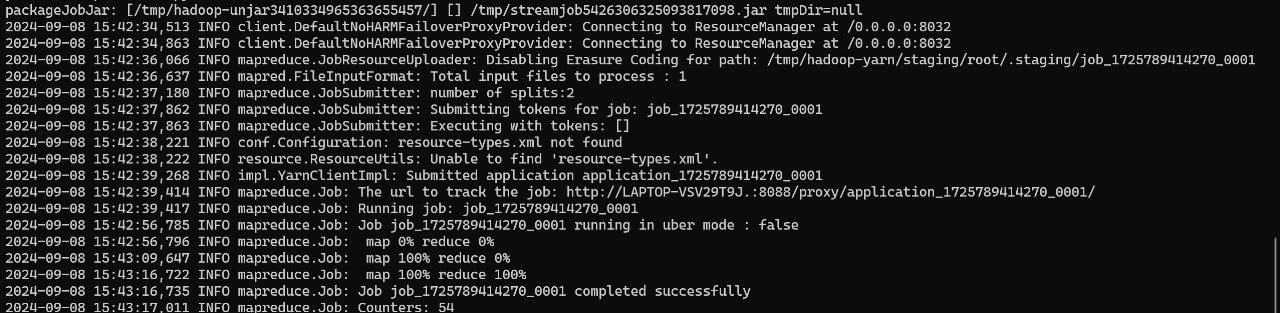 packageJobJar: [/tmp/hadoop-unjar3410334965363655457/] [] /tmp/streamjob5426306325093817098.jar tmpDir=null
2024-09-08 15:42:34,513 INFO client.DefaultNoHARMFailoverProxyProvider: Connecting to ResourceManager at /0.0.0.0:8032
2024-09-08 15:42:34,863 INFO client.DefaultNoHARMFailoverProxyProvider: Connecting to ResourceManager at /0.0.0.0:8032
2024-09-08 15:42:36,066 INFO mapreduce.JobResourceUploader: Disabling Erasure Coding for path: /tmp/hadoop-yarn/staging/root/.staging/job_1725789414270_0001
2024-09-08 15:42:36,637 INFO mapred.FileInputFormat: Total input files to process : 1
2024-09-08 15:42:37,180 INFO mapreduce.JobSubmitter: number of splits:2
2024-09-08 15:42:37,862 INFO mapreduce.JobSubmitter: Submitting tokens for job: job_1725789414270_0001
2024-09-08 15:42:37,863 INFO mapreduce.JobSubmitter: Executing with tokens: []
2024-09-08 15:42:38,221 INFO conf.Configuration: resource-types.xml not found
2024-09-08 15:42:38,222 INFO resource.ResourceUtils: Unable to find 'resource-types.xml'.
2024-09-08 15:42:39,268 INFO impl.YarnClientImpl: Submitted application application_1725789414270_0001
2024-09-08 15:42:39,414 INFO mapreduce.Job: The url to track the job: http://LAPTOP-VSV29T9J.:8088/proxy/application_1725789414270_0001/
2024-09-08 15:42:39,417 INFO mapreduce.Job: Running job: job_1725789414270_0001
2024-09-08 15:42:56,785 INFO mapreduce.Job: Job job_1725789414270_0001 running in uber mode : false
2024-09-08 15:42:56,796 INFO mapreduce.Job:  map 0% reduce 0%
2024-09-08 15:43:09,647 INFO mapreduce.Job:  map 100% reduce 0%
2024-09-08 15:43:16,722 INFO mapreduce.Job:  map 100% reduce 100%
2024-09-08 15:43:16,735 INFO mapreduce.Job: Job job_1725789414270_0001 completed successfully
2024-09-08 15:43:17,011 INFO mapreduce.Job: Counters: 54